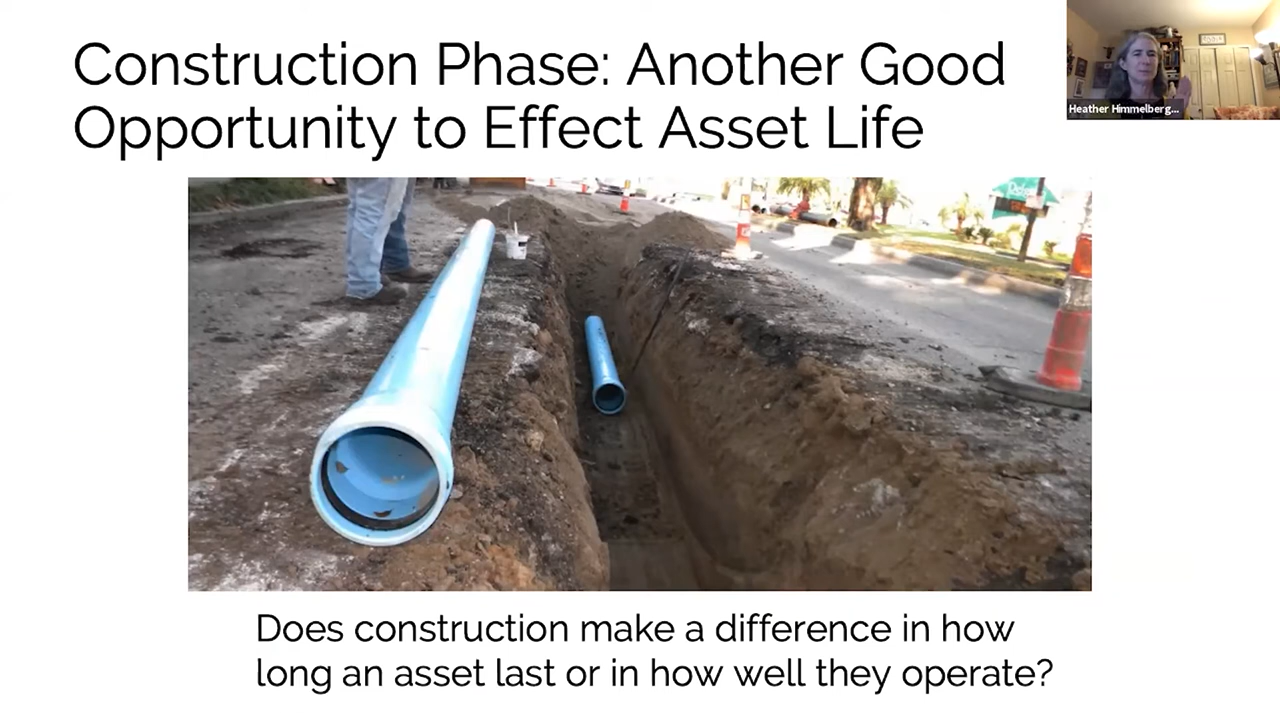 Construction Phase: Another Good
Opportunity to Effect Asset Life
Heather Himmelberg...
Does construction make a difference in how
long an asset last or in how well they operate?